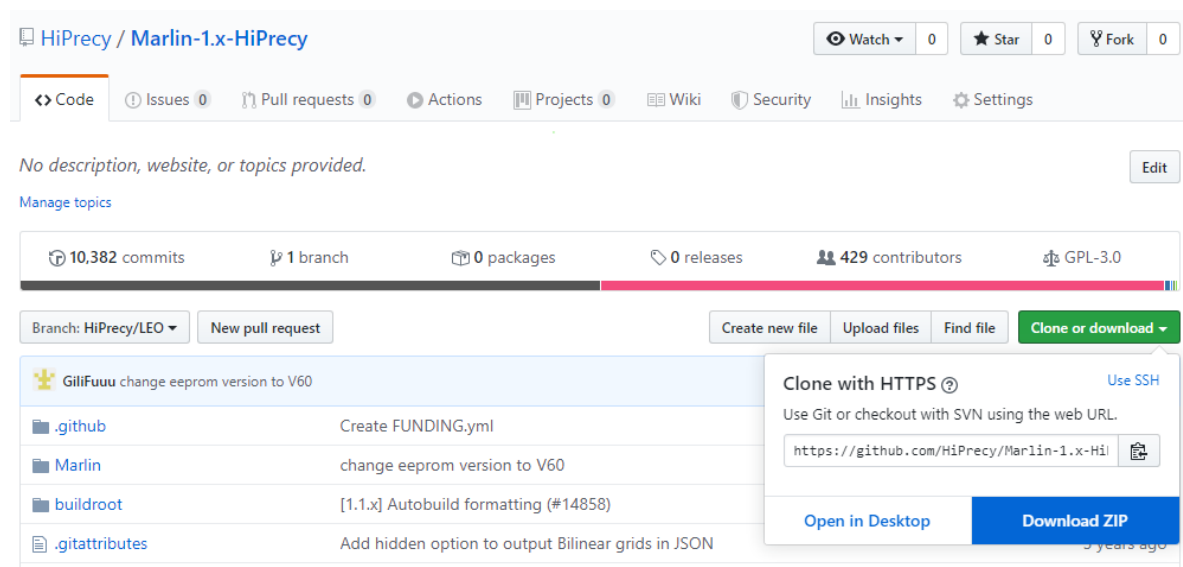 HiPrecy / Marlin-1.x-HiPrecy
Watch 0 Star 0 Fork 0
Code Issues 0 Pull requests 0 Actions Projects 0 Wiki Security Insights Settings
No description, website, or topics provided.
Edit
Manage topics
10,382 commits 1 branch 0 packages 0 releases 429 contributors GPL-3.0
Branch: HiPrecy/LEO New pull request Create new file Upload files Find file Clone or download
GiliFuuu change eeprom version to V60
.github Create FUNDING.yml
Marlin change eeprom version to V60
buildroot [1.1.x] Autobuild formatting (#14858)
.gitattributes Add hidden option to output Bilinear grids in JSON
Clone with HTTPS Use SSH
Use Git or checkout with SVN using the web URL.
https://github.com/HiPrecy/Marlin-1.x-Hi
Open in Desktop Download ZIP
years ago